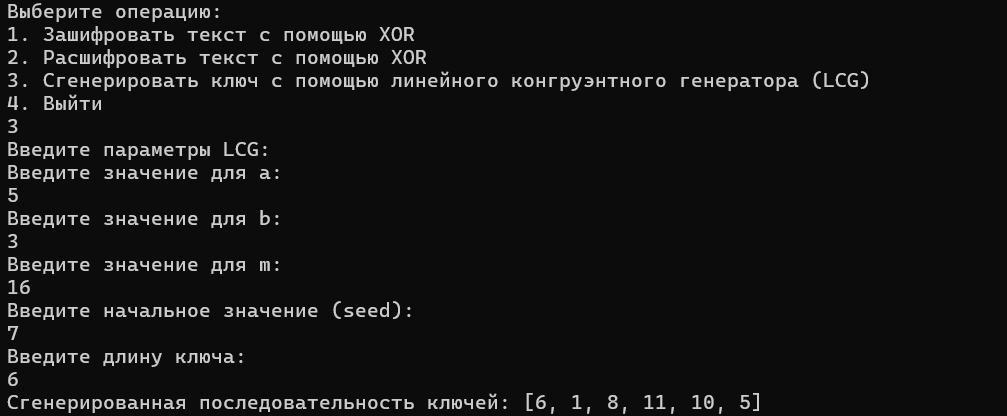 Выберите операцию:
1. Зашифровать текст с помощью XOR
2. Расшифровать текст с помощью XOR
3. Сгенерировать ключ с помощью линейного конгруэнтного генератора (LCG)
4. Выйти
3
Введите параметры LCG:
Введите значение для a:
5
Введите значение для b:
3
Введите значение для m:
16
Введите начальное значение (seed):
7
Введите длину ключа:
6
Сгенерированная последовательность ключей: [6, 1, 8, 11, 10, 5]